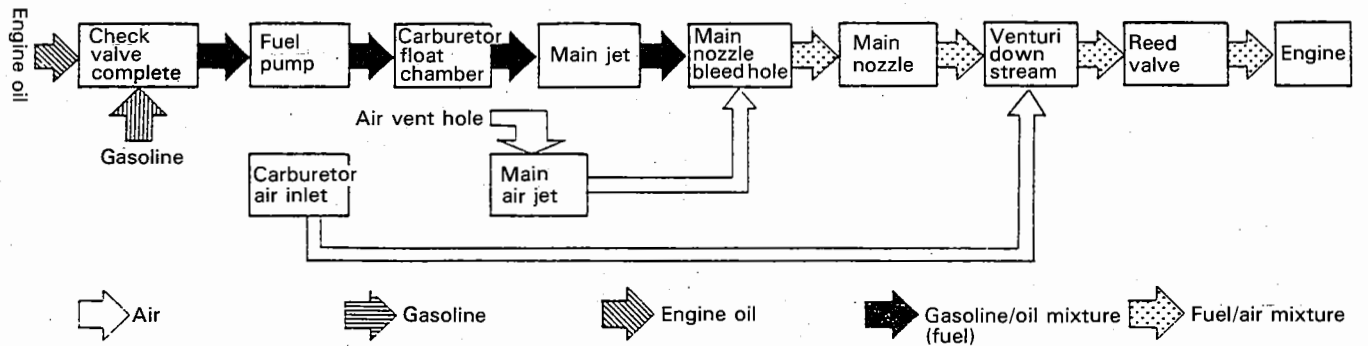 Engine oil
Check
valve
complete
Fuel
pump
Carburetor
float
chamber
Main jet
Main
nozzle
bleed hole
Main
nozzle
Venturi
down
stream
Reed
valve
Engine
Gasoline
Air vent hole
Carburetor
air inlet
Main
air jet
Air
Gasoline
Engine oil
Gasoline/oil mixture
(fuel)
Fuel/air mixture